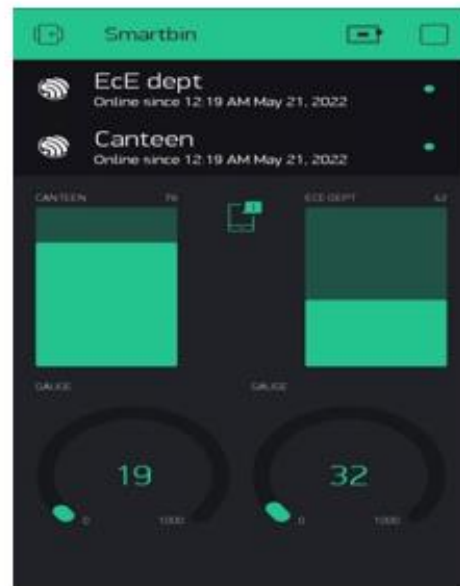 Smartbin
EcE dept
Online since 12:19 AM May 21, 2022
Canteen
Online since 12:19 AM May 21, 2022
CANTEEN
ECE DEPT
GAUGE GAUGE
19 32
0 1000 0 1000